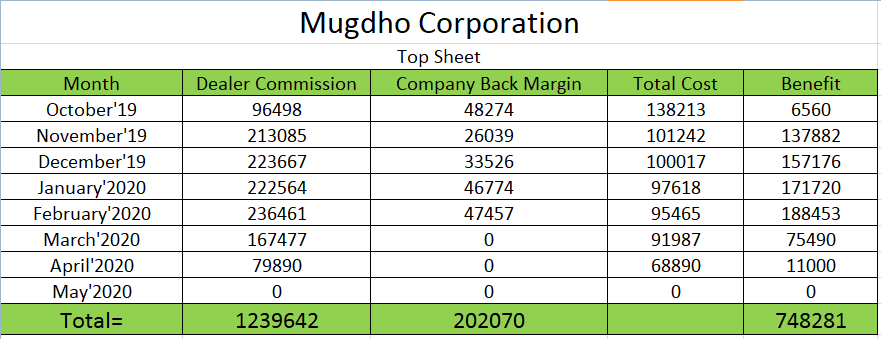 Mugdho Corporation
Top Sheet
Month Dealer Commission Company Back Margin Total Cost Benefit
October'19 96498 48274 138213 6560
November'19 213085 26039 101242 137882
December'19 223667 33526 100017 157176
January'2020 222564 46774 97618 171720
February'2020 236461 47457 95465 188453
March'2020 167477 0 91987 75490
April'2020 79890 0 68890 11000
May'2020 0 0 0 0
Total= 1239642 202070 748281